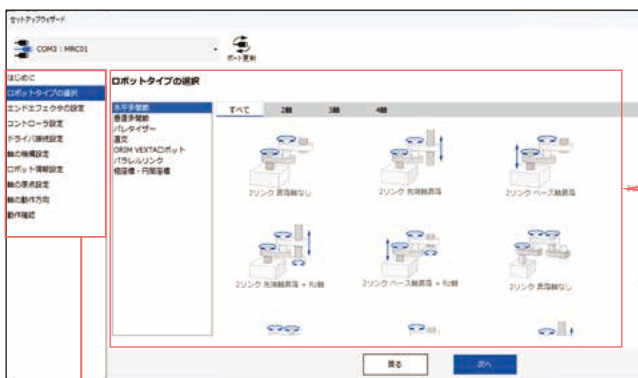 セットアップウィザード
COM3 : MRC01
ポート更新
はじめに
ロボットタイプの選択
エンドエフェクタの設定
コントローラ設定
ドライバ接続設定
軸の機構設定
ロボット情報設定
軸の原点設定
軸の動作方向
動作確認
ロボットタイプの選択
水平多関節
垂直多関節
パレタイザー
直交
ORIM VEXTAロボット
パラレルリンク
極座標・円筒座標
すべて
2軸
3軸
4軸
2リンク 昇降軸なし
2リンク 先端軸昇降
2リンク ベース軸昇降
2リンク 先端軸昇降 + Rz軸
2リンク ベース軸昇降 + Rz軸
3リンク 昇降軸なし
戻る
次へ